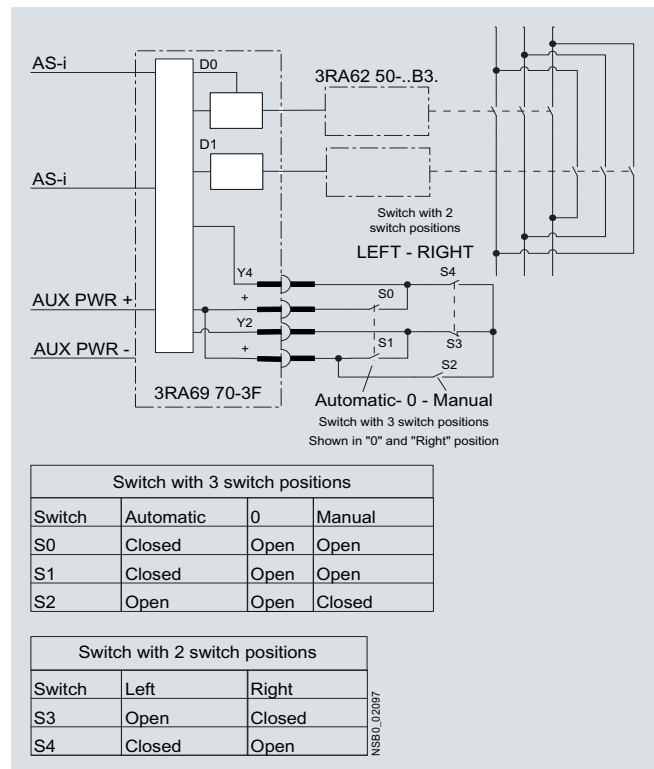 AS-i
D0
3RA62 50-..B3.
D1
AS-i
Switch with 2
switch positions
LEFT - RIGHT
Y4
S4
S0
AUX PWR +
+
Y2
S1
S3
AUX PWR -
+
S2
3RA69 70-3F
Automatic- 0 - Manual
Switch with 3 switch positions
Shown in "0" and "Right" position
Switch with 3 switch positions
Switch Automatic 0 Manual
S0 Closed Open Open
S1 Closed Open Open
S2 Open Open Closed
Switch with 2 switch positions
Switch Left Right
S3 Open Closed
S4 Closed Open
NSB0_02097